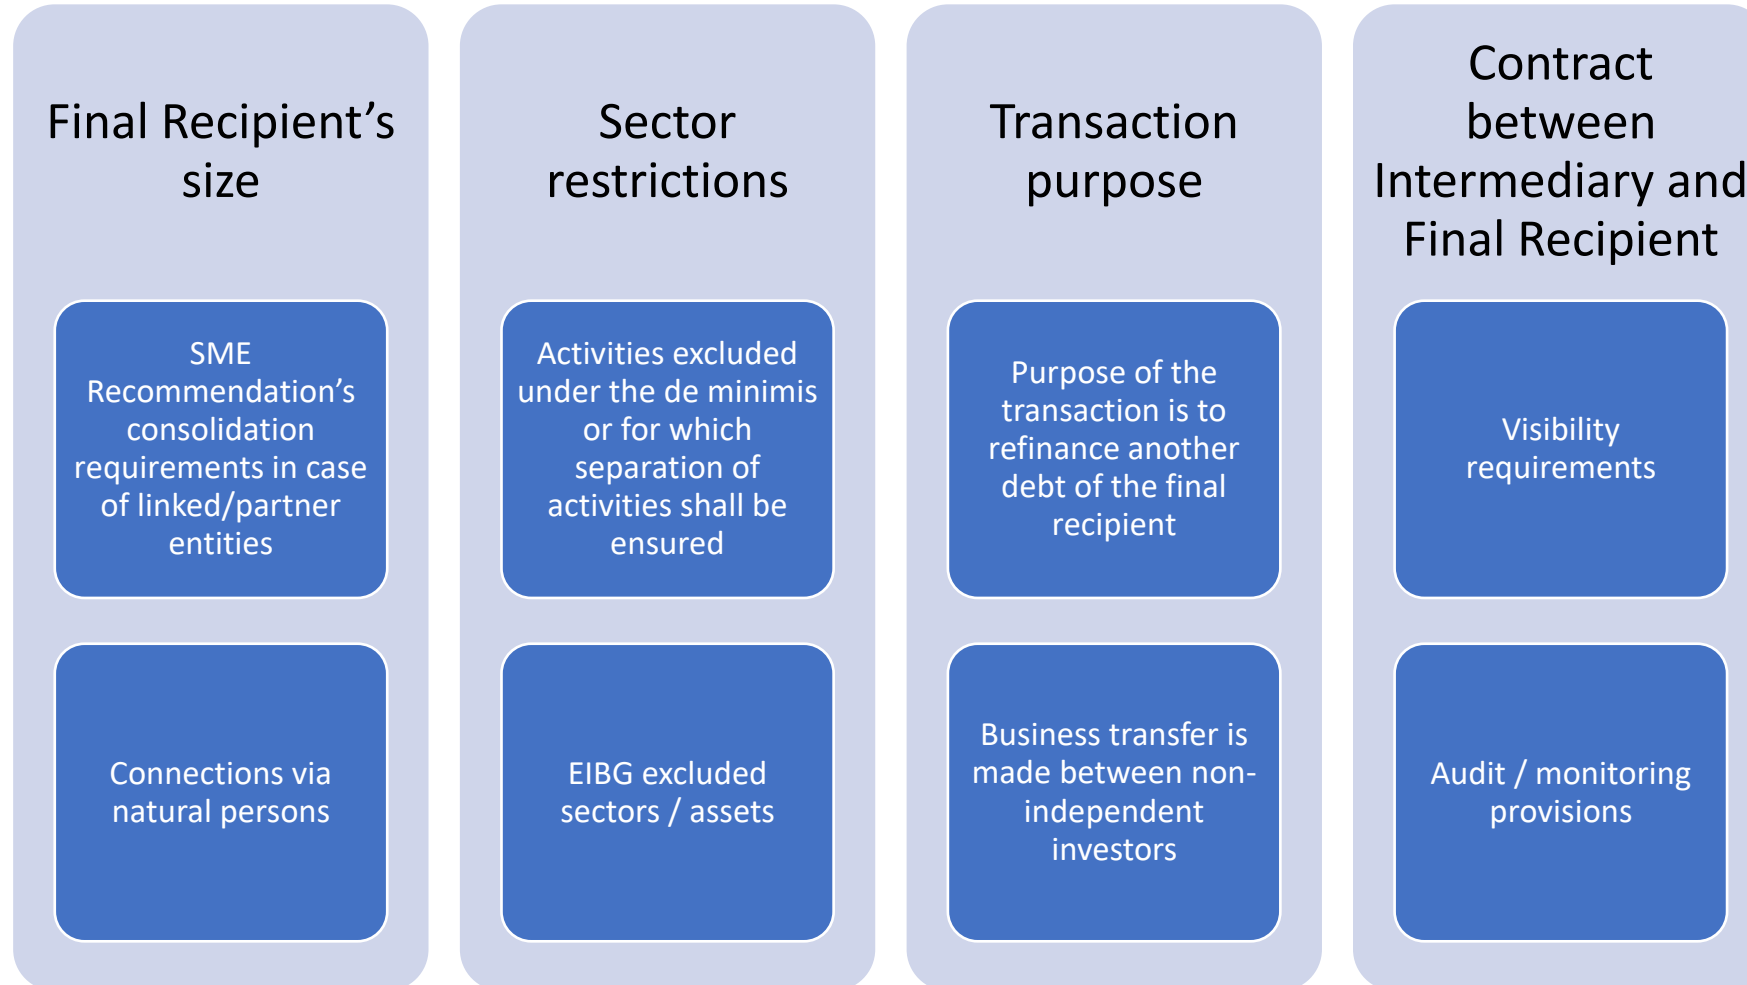 Final Recipient’s
size
SME
Recommendation’s
consolidation
requirements in case
of linked/partner
entities
Connections via
natural persons
Sector
restrictions
Activities excluded
under the de minimis
or for which
separation of
activities shall be
ensured
EIBG excluded
sectors / assets
Transaction
purpose
Purpose of the
transaction is to
refinance another
debt of the final
recipient
Business transfer is
made between non-
independent
investors
Contract
between
Intermediary and
Final Recipient
Visibility
requirements
Audit / monitoring
provisions